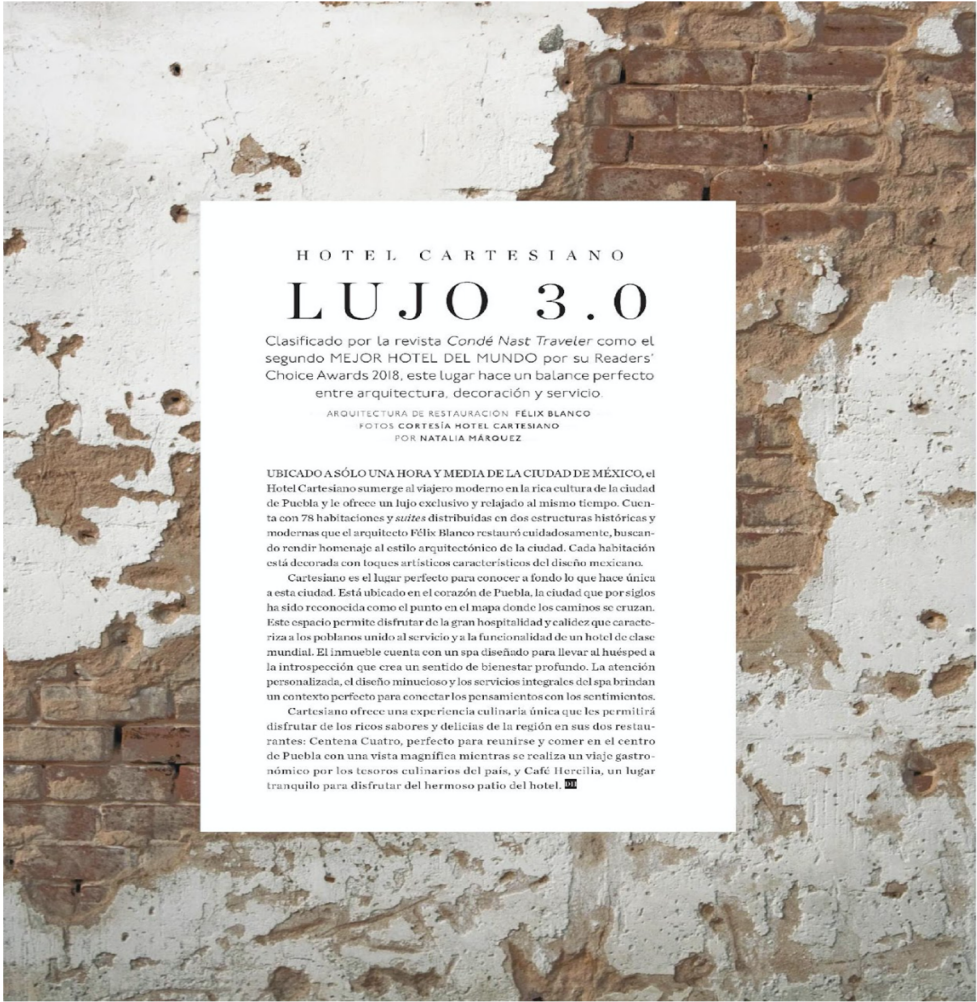 HOTEL CARTESIANO
LUJO 3.0
Clasificado por la revista Condé Nast Traveler como el
segundo MEJOR HOTEL DEL MUNDO por su Readers'
Choice Awards 2018, este lugar hace un balance perfecto
entre arquitectura, decoración y servicio.
ARQUITECTURA DE RESTAURACIÓN FÉLIX BLANCO
FOTOS CORTESÍA HOTEL CARTESIANO
POR NATALIA MÁRQUEZ
UBICADO A SÓLO UNA HORA Y MEDIA DE LA CIUDAD DE MÉXICO, el
Hotel Cartesiano sumerge al viajero moderno en la rica cultura de la ciudad
de Puebla y le ofrece un lujo exclusivo y relajado al mismo tiempo. Cuen-
ta con 78 habitaciones y suites distribuidas en dos estructuras históricas y
modernas que el arquitecto Félix Blanco restauró cuidadosamente, buscan-
do rendir homenaje al estilo arquitectónico de la ciudad. Cada habitación
está decorada con toques artísticos característicos del diseño mexicano.
Cartesiano es el lugar perfecto para conocer a fondo lo que hace única
a esta ciudad. Está ubicado en el corazón de Puebla, la ciudad que por siglos
ha sido reconocida como el punto en el mapa donde los caminos se cruzan.
Este espacio permite disfrutar de la gran hospitalidad y calidez que caracte-
riza a los poblanos unido al servicio y a la funcionalidad de un hotel de clase
mundial. El inmueble cuenta con un spa diseñado para llevar al huésped a
la introspección que crea un sentido de bienestar profundo. La atención
personalizada, el diseño minucioso y los servicios integrales del spa brindan
un contexto perfecto para conectar los pensamientos con los sentimientos.
Cartesiano ofrece una experiencia culinaria única que les permitirá
disfrutar de los ricos sabores y delicias de la región en sus dos restau-
rantes: Centena Cuatro, perfecto para reunirse y comer en el centro
de Puebla con una vista magnífica mientras se realiza un viaje gastro-
nómico por los tesoros culinarios del país, y Café Hercilia, un lugar
tranquilo para disfrutar del hermoso patio del hotel. DH